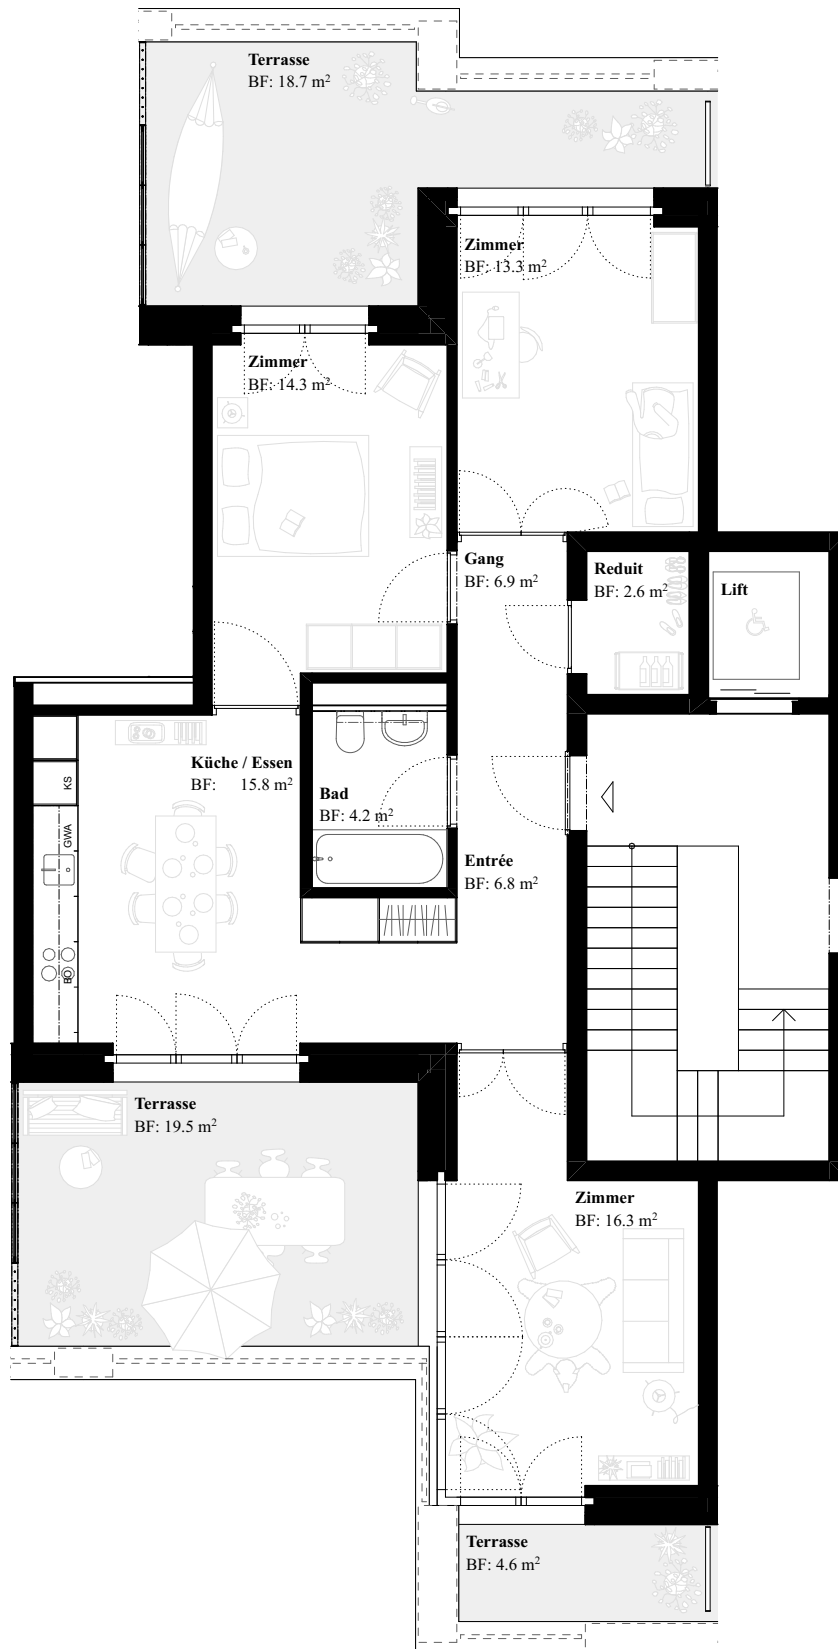 Terrasse
BF: 18.7 m²
Zimmer
BF: 13.3 m²
Zimmer
BF: 14.3 m²
Gang
BF: 6.9 m²
Reduit
BF: 2.6 m²
Lift
Küche / Essen
BF: 15.8 m²
KS
GWA
BO
Bad
BF: 4.2 m²
Entrée
BF: 6.8 m²
Terrasse
BF: 19.5 m²
Zimmer
BF: 16.3 m²
Terrasse
BF: 4.6 m²